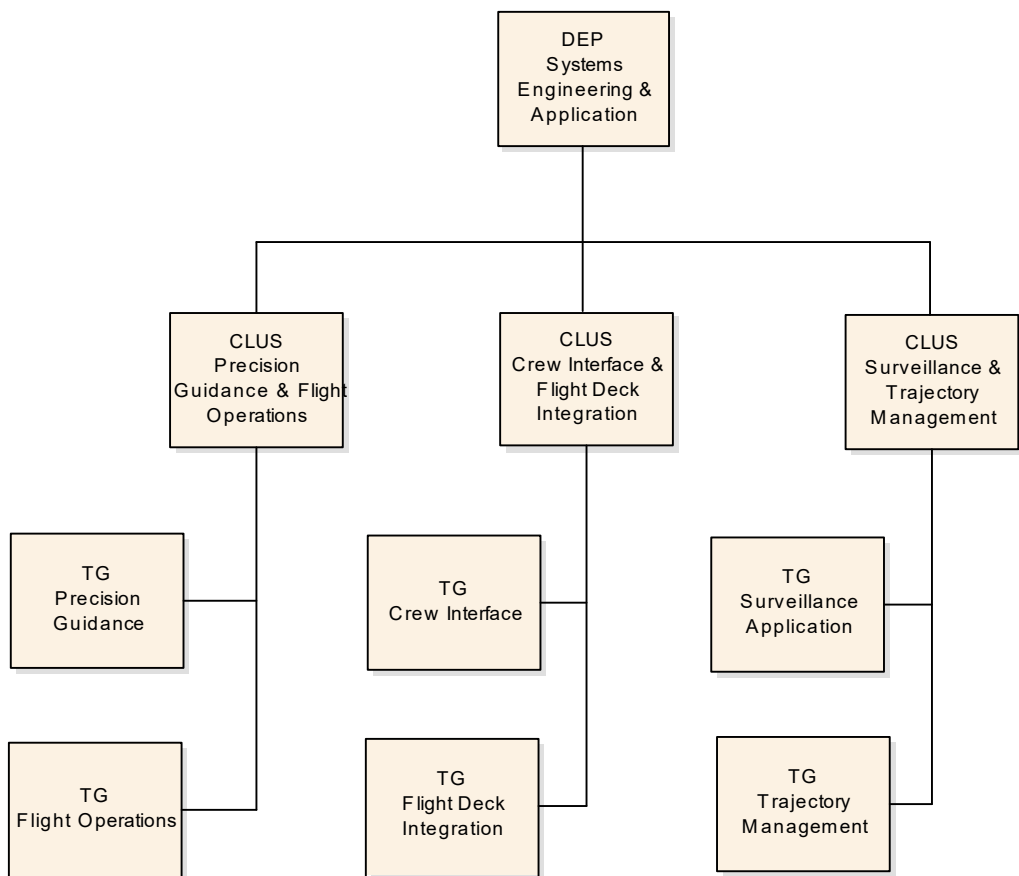 DEP
Systems
Engineering &
Application
CLUS
Precision
Guidance & Flight
Operations
CLUS
Crew Interface &
Flight Deck
Integration
CLUS
Surveillance &
Trajectory
Management
TG
Precision
Guidance
TG
Crew Interface
TG
Surveillance
Application
TG
Flight Operations
TG
Flight Deck
Integration
TG
Trajectory
Management